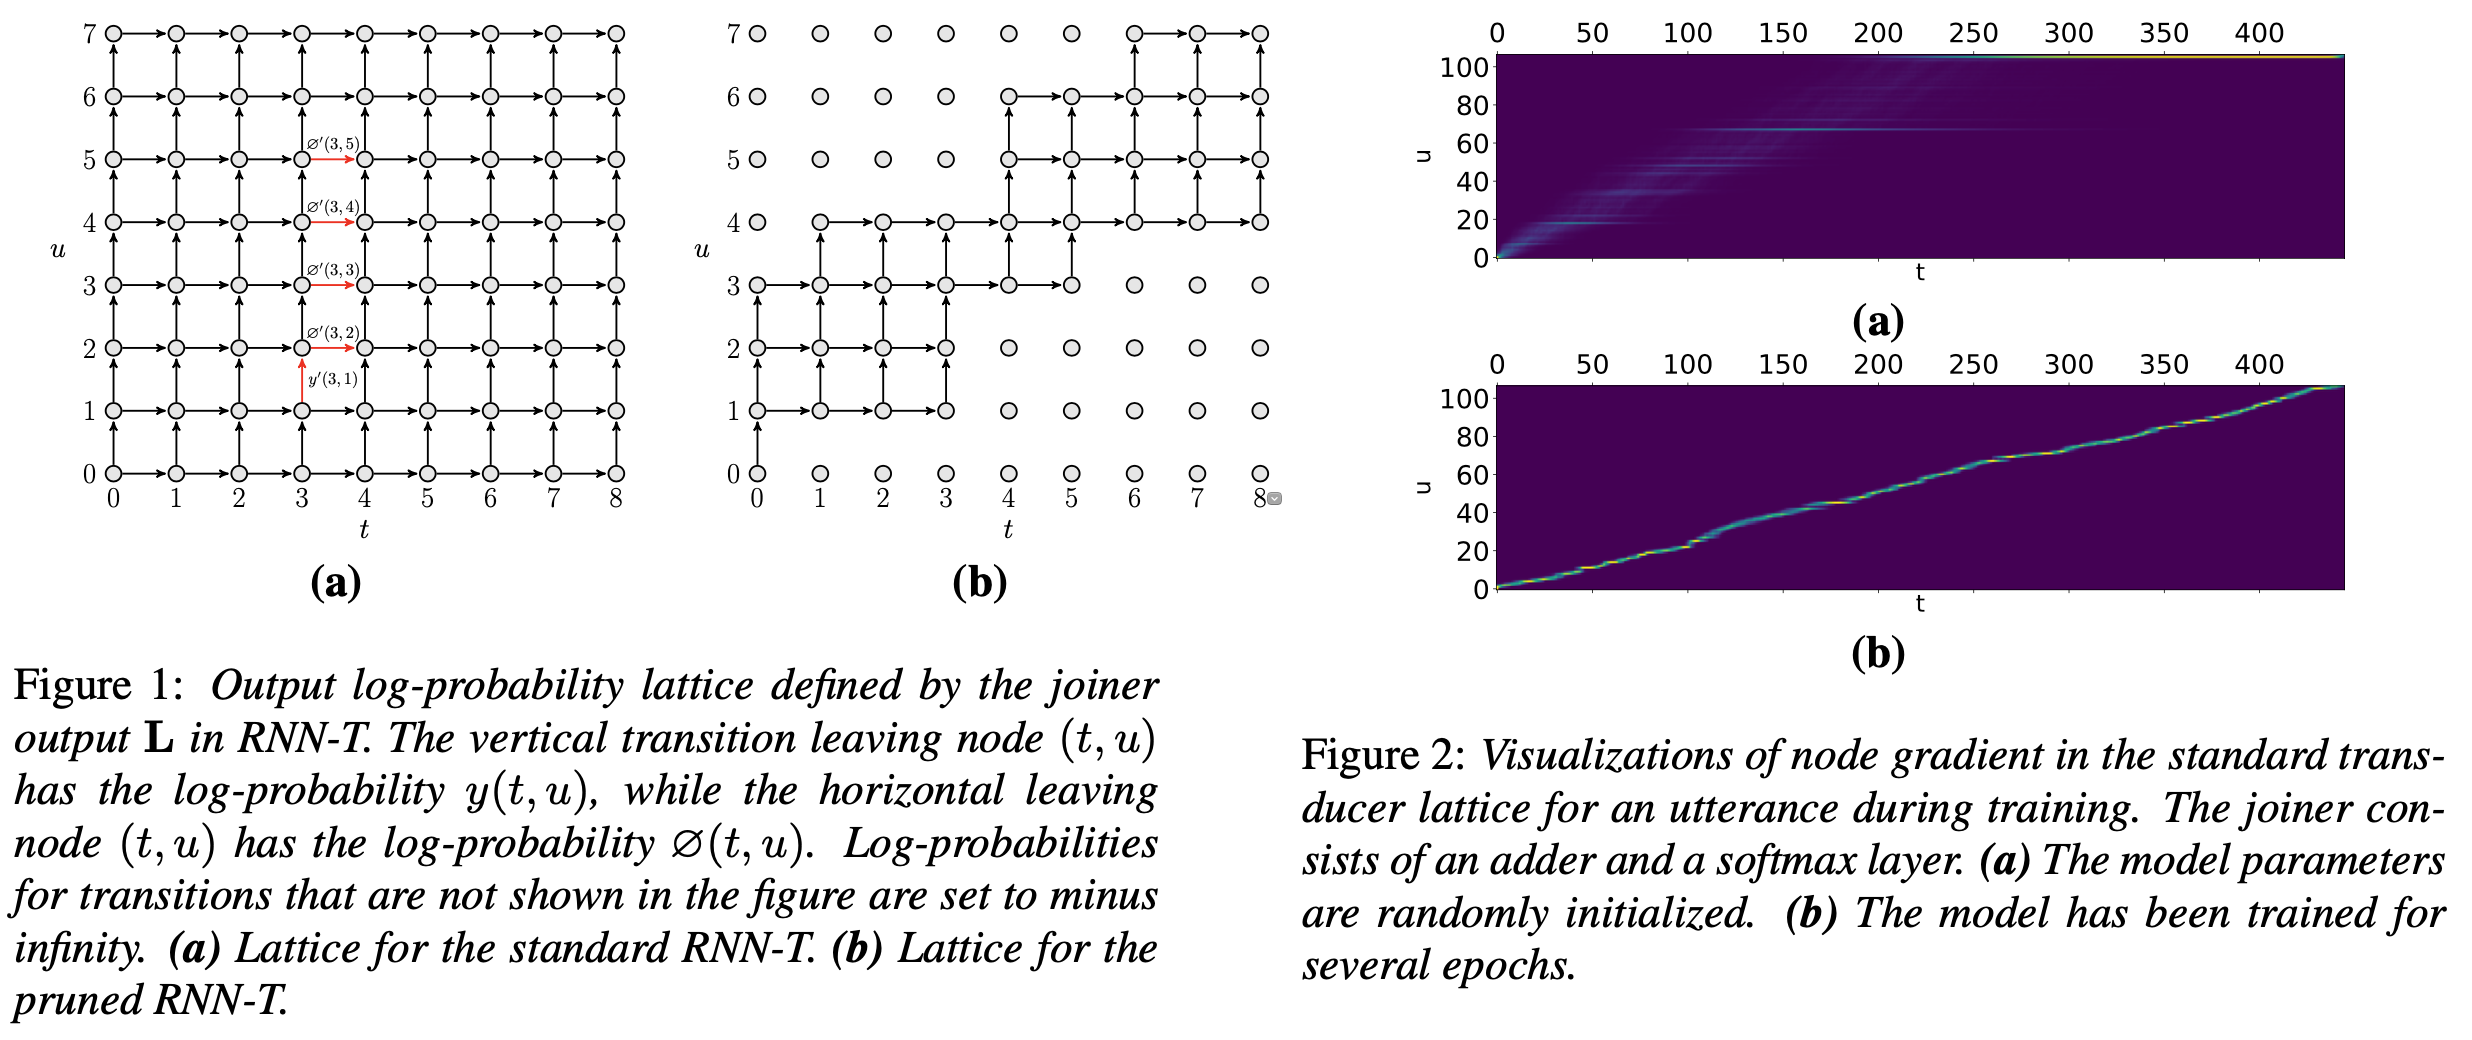 7
6
5
4
3
2
1
0
u
∅′(3, 5)
∅′(3, 4)
∅′(3, 3)
∅′(3, 2)
y′(3, 1)
0 1 2 3 4 5 6 7 8
t
(a)
7
6
5
4
3
2
1
0
u
0 1 2 3 4 5 6 7 8
t
(b)
Figure 1: Output log-probability lattice defined by the joiner
output L in RNN-T. The vertical transition leaving node (t, u)
has the log-probability y(t, u), while the horizontal leaving
node (t, u) has the log-probability ∅(t, u). Log-probabilities
for transitions that are not shown in the figure are set to minus
infinity. (a) Lattice for the standard RNN-T. (b) Lattice for the
pruned RNN-T.
0 50 100 150 200 250 300 350 400
100
80
60
40
20
0
u
t
(a)
0 50 100 150 200 250 300 350 400
100
80
60
40
20
0
u
t
(b)
Figure 2: Visualizations of node gradient in the standard trans-
ducer lattice for an utterance during training. The joiner con-
sists of an adder and a softmax layer. (a) The model parameters
are randomly initialized. (b) The model has been trained for
several epochs.